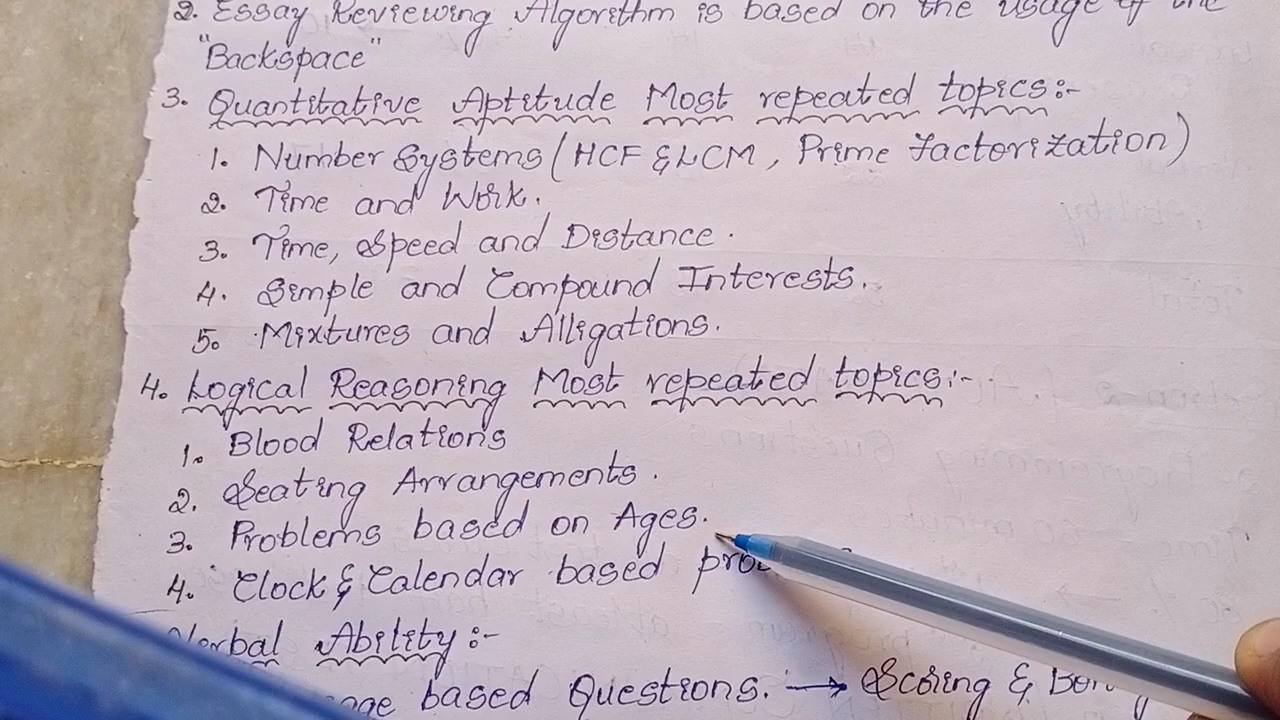 2. Essay Reviewing Algorithm is based on the usage of the
"Backspace"
3. Quantitative Aptitude Most repeated topics:-
1. Number Systems (HCF & LCM, Prime Factorization)
2. Time and Work.
3. Time, Speed and Distance.
4. Simple and Compound Interests.
5. Mixtures and Alligations.
4. Logical Reasoning Most repeated topics:-
1. Blood Relations
2. Seating Arrangements.
3. Problems based on Ages.
4. Clock & Calendar based
Verbal Ability:-
based Questions. → Scoring &